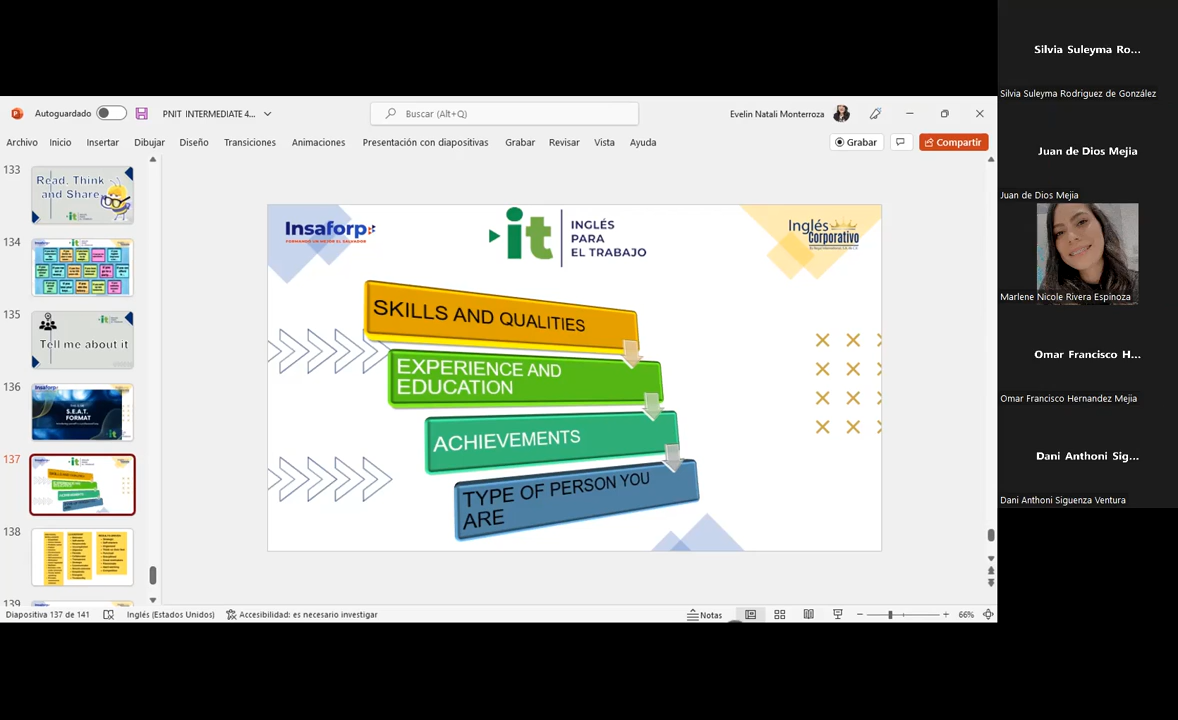 Autoguardado
PNIT INTERMEDIATE 4...
Buscar (Alt+Q)
Evelin Natali Monterroza
Archivo Inicio Insertar Dibujar Diseño Transiciones Animaciones Presentación con diapositivas Grabar Revisar Vista Ayuda
Grabar
Compartir
133
Read. Think
and Share
134
135
Tell me about it
136
S.E.A.T.
FORMAT
137
138
139
Insaforp
FORMANDO UN MEJOR EL SALVADOR
it
INGLÉS
PARA
EL TRABAJO
Inglés
Corporativo
SKILLS AND QUALITIES
EXPERIENCE AND
EDUCATION
ACHIEVEMENTS
TYPE OF PERSON YOU
ARE
Diapositiva 137 de 141
Inglés (Estados Unidos)
Accesibilidad: es necesario investigar
Notas
66%
Silvia Suleyma Ro...
Silvia Suleyma Rodriguez de González
Juan de Dios Mejia
Juan de Dios Mejia
Marlene Nicole Rivera Espinoza
Omar Francisco H...
Omar Francisco Hernandez Mejia
Dani Anthoni Sig...
Dani Anthoni Siguenza Ventura